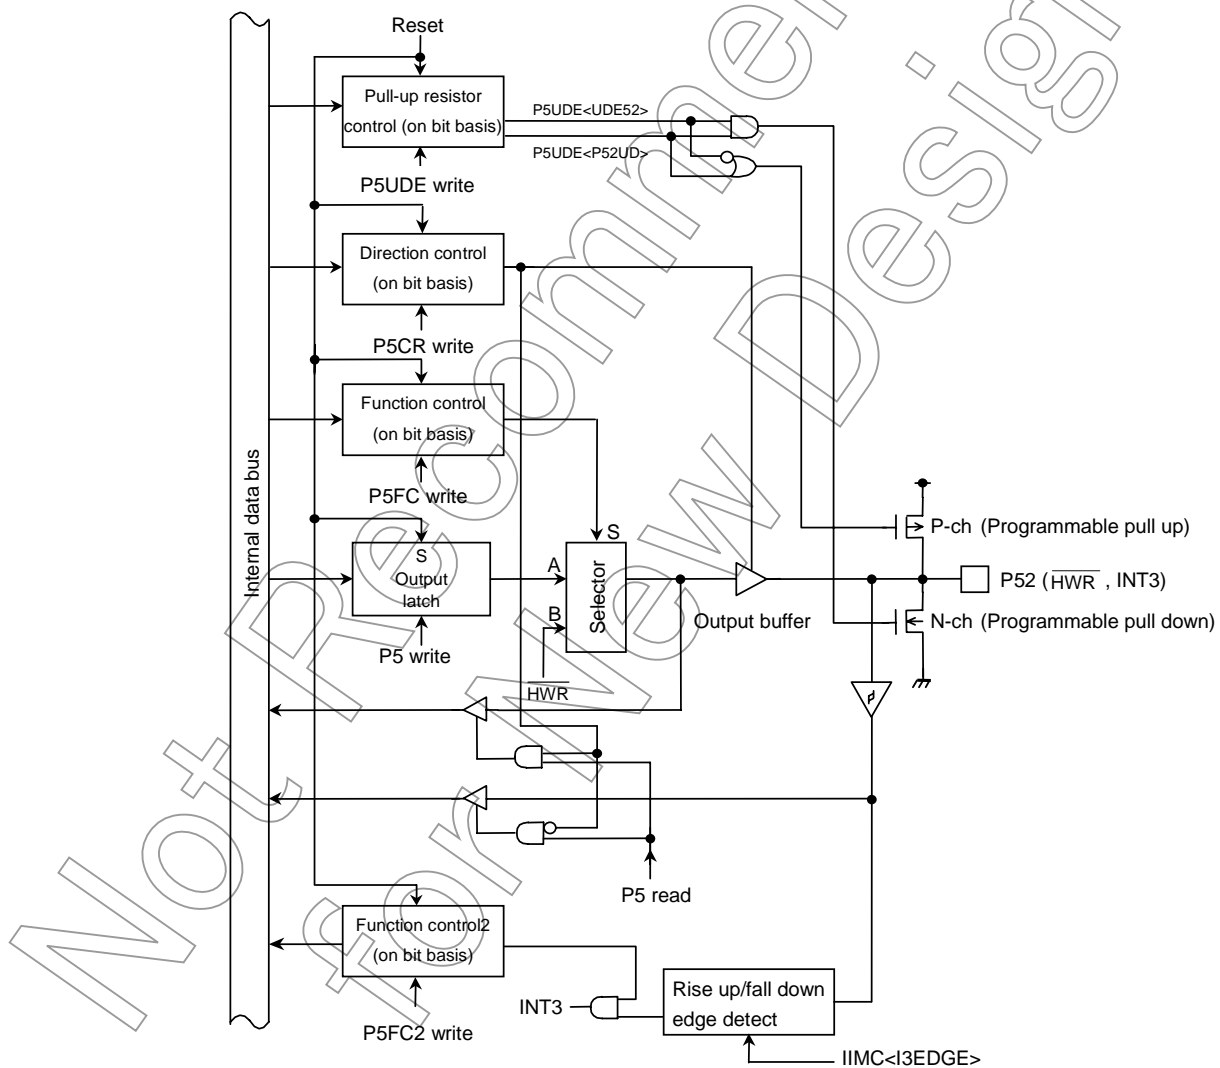 Reset
Pull-up resistor
control (on bit basis)
P5UDE<UDE52>
P5UDE<P52UD>
P5UDE write
Direction control
(on bit basis)
P5CR write
Function control
(on bit basis)
P5FC write
Internal data bus
S
Output
latch
P5 write
A
B
S
Selector
HWR
Output buffer
P-ch (Programmable pull up)
P52 (HWR , INT3)
N-ch (Programmable pull down)
P5 read
Function control2
(on bit basis)
P5FC2 write
INT3
Rise up/fall down
edge detect
IIMC<I3EDGE>
Not Recommen
for New Desig